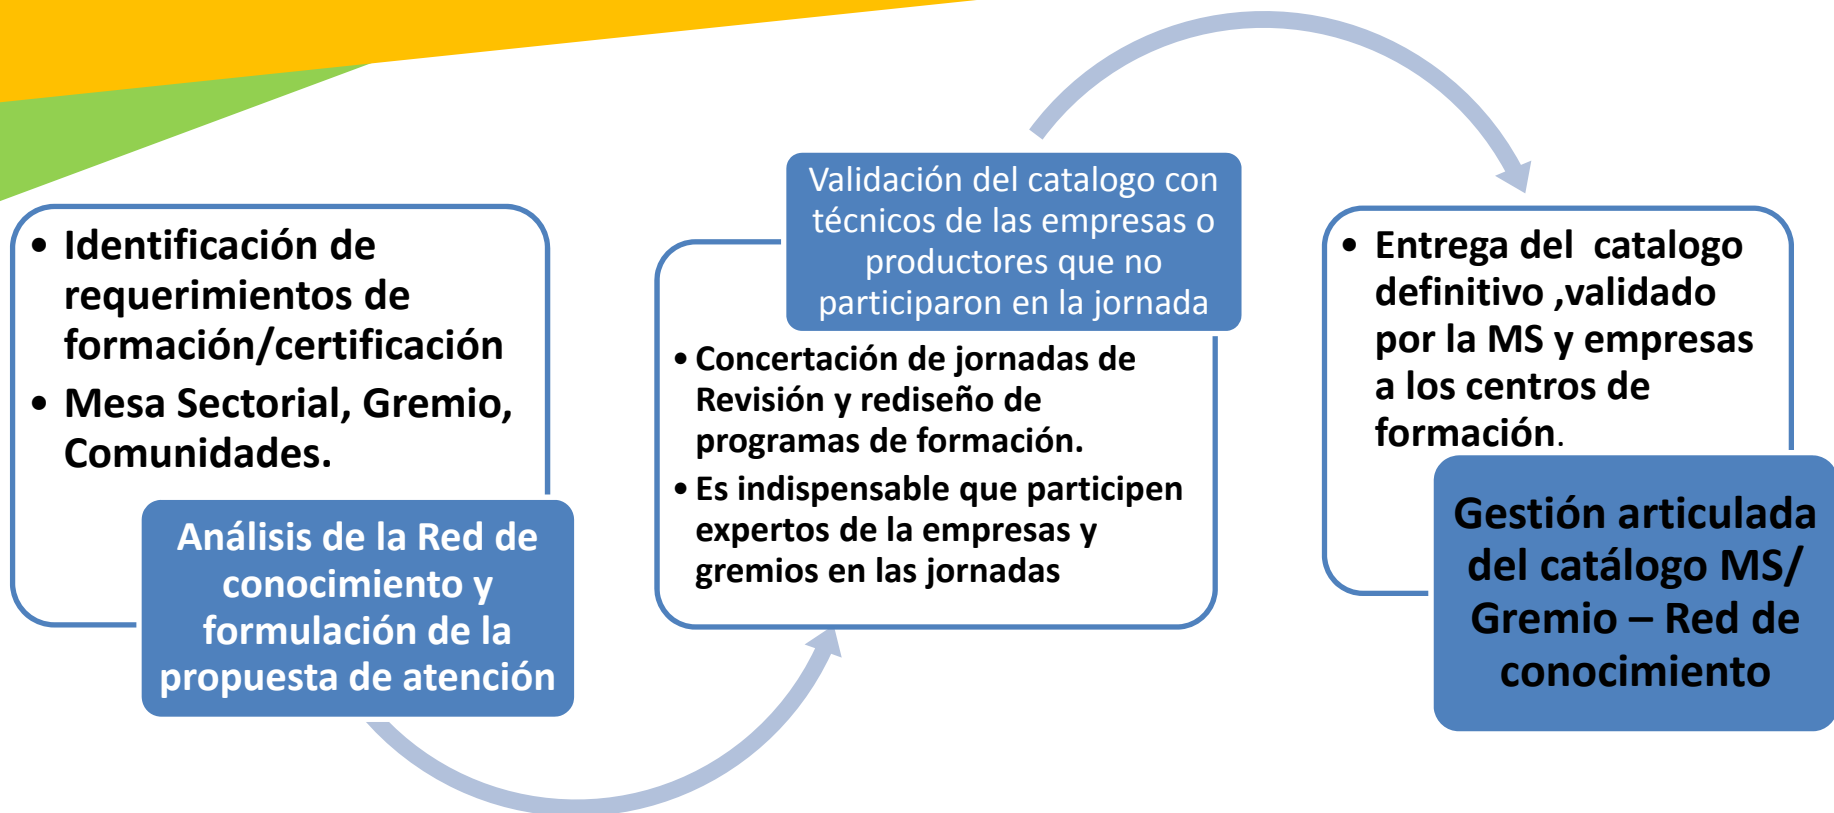 • Identificación de
requerimientos de
formación/certificación
• Mesa Sectorial, Gremio,
Comunidades.
Análisis de la Red de
conocimiento y
formulación de la
propuesta de atención
Validación del catalogo con
técnicos de las empresas o
productores que no
participaron en la jornada
• Concertación de jornadas de
Revisión y rediseño de
programas de formación.
• Es indispensable que participen
expertos de la empresas y
gremios en las jornadas
• Entrega del catalogo
definitivo ,validado
por la MS y empresas
a los centros de
formación.
Gestión articulada
del catálogo MS/
Gremio – Red de
conocimiento